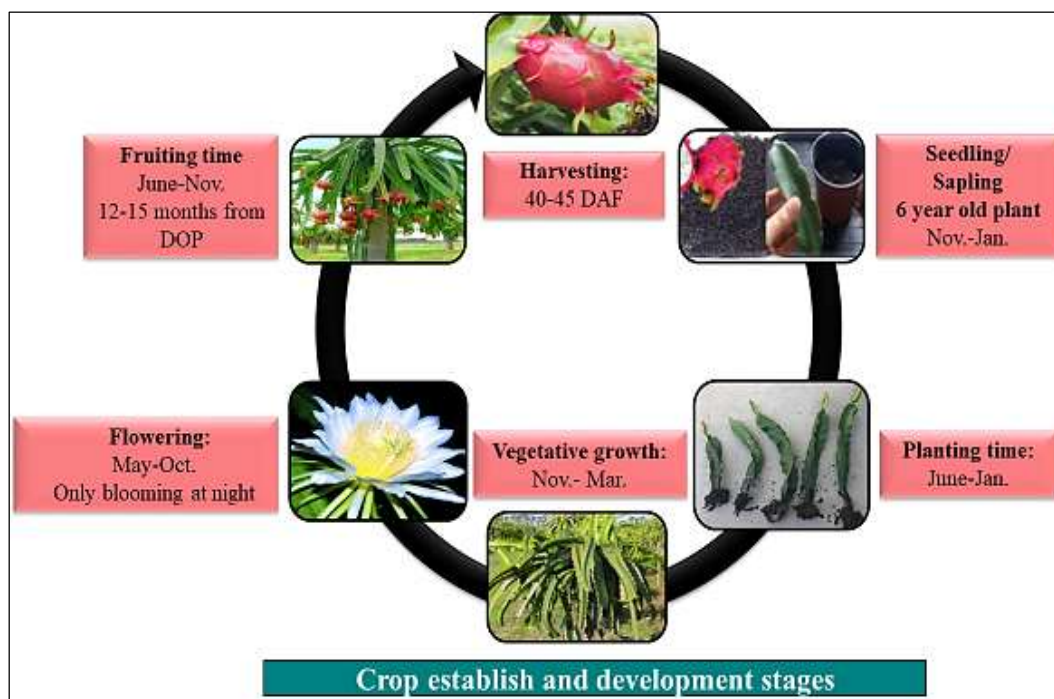 Fruiting time
June-Nov.
12-15 months from
DOP
Harvesting:
40-45 DAF
Seedling/
Sapling
6 year old plant
Nov.-Jan.
Flowering:
May-Oct.
Only blooming at night
Vegetative growth:
Nov.- Mar.
Planting time:
June-Jan.
Crop establish and development stages